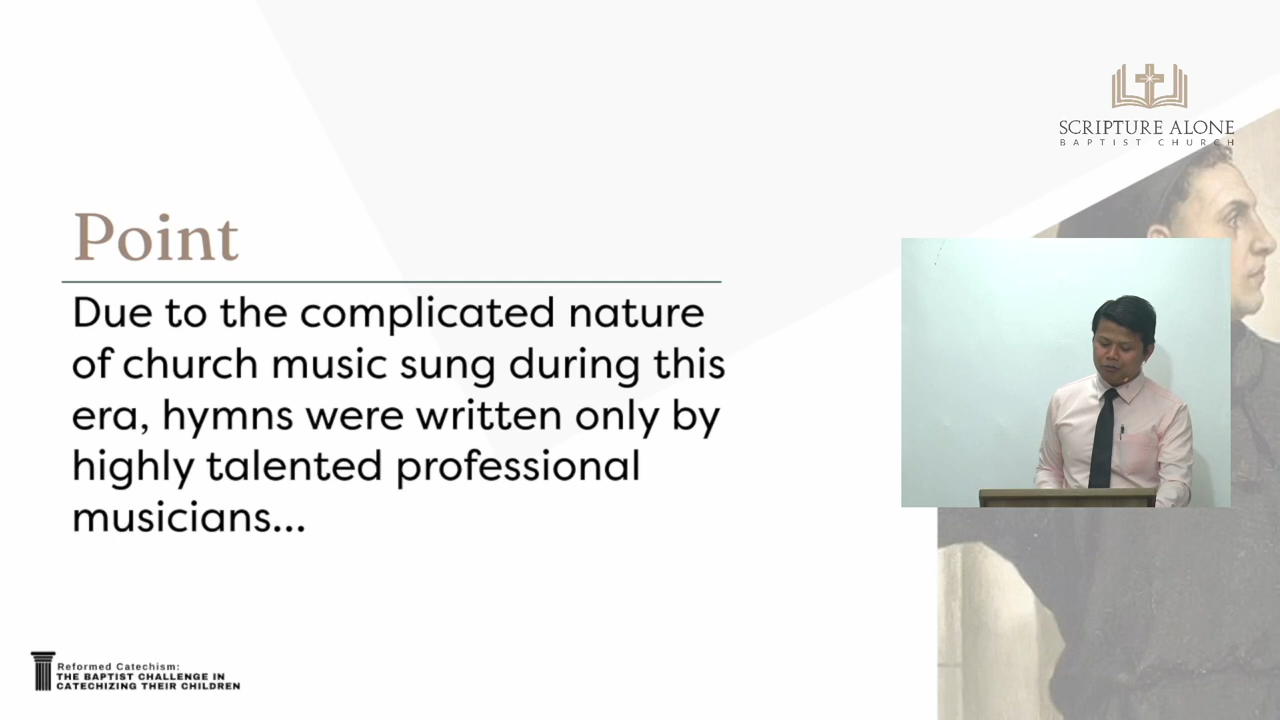 SCRIPTURE ALONE
BAPTIST CHURCH
Point
Due to the complicated nature
of church music sung during this
era, hymns were written only by
highly talented professional
musicians...
Reformed Catechism:
THE BAPTIST CHALLENGE IN
CATECHIZING THEIR CHILDREN